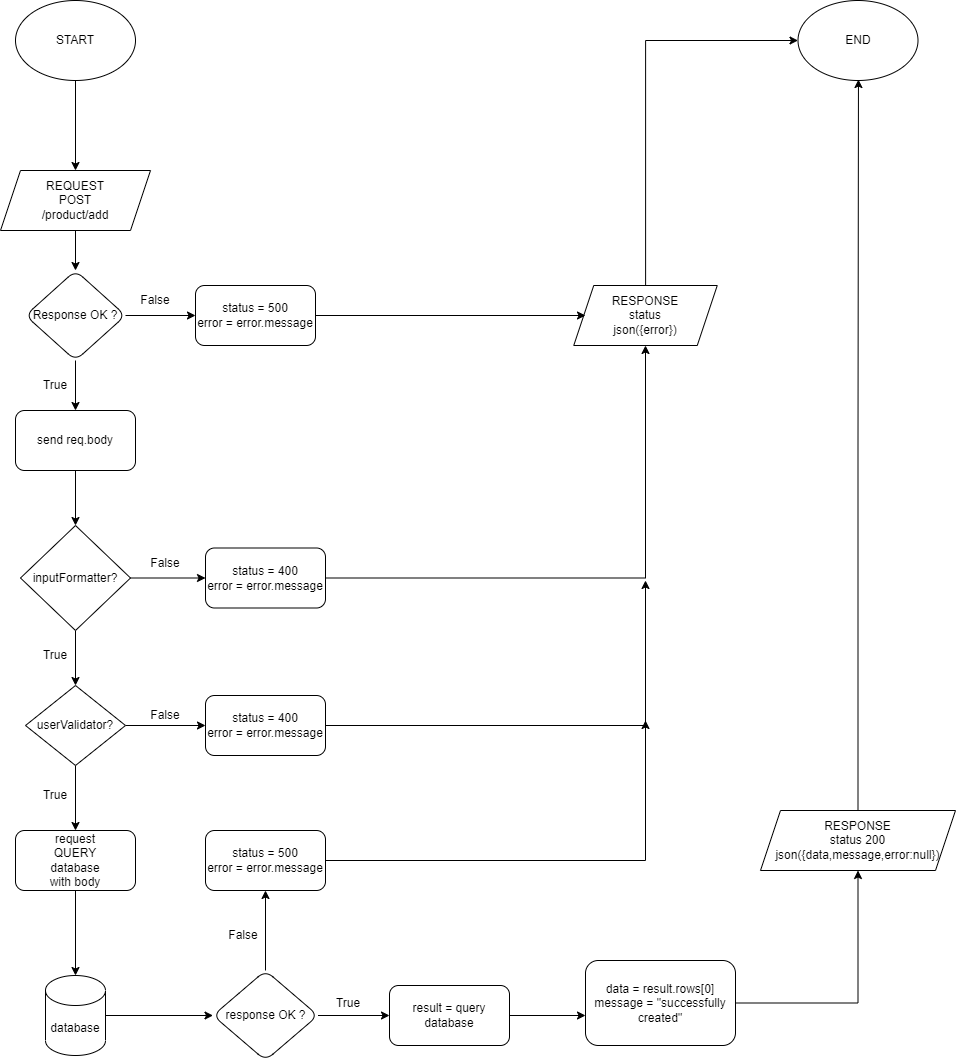 START
END
REQUEST
POST
/product/add
Response OK ?
False
status = 500
error = error.message
RESPONSE
status
json({error})
True
send req.body
inputFormatter?
False
status = 400
error = error.message
True
userValidator?
False
status = 400
error = error.message
True
request
QUERY
database
with body
status = 500
error = error.message
RESPONSE
status 200
json({data,message,error:null})
False
database
response OK ?
True
result = query
database
data = result.rows[0]
message = "successfully
created"